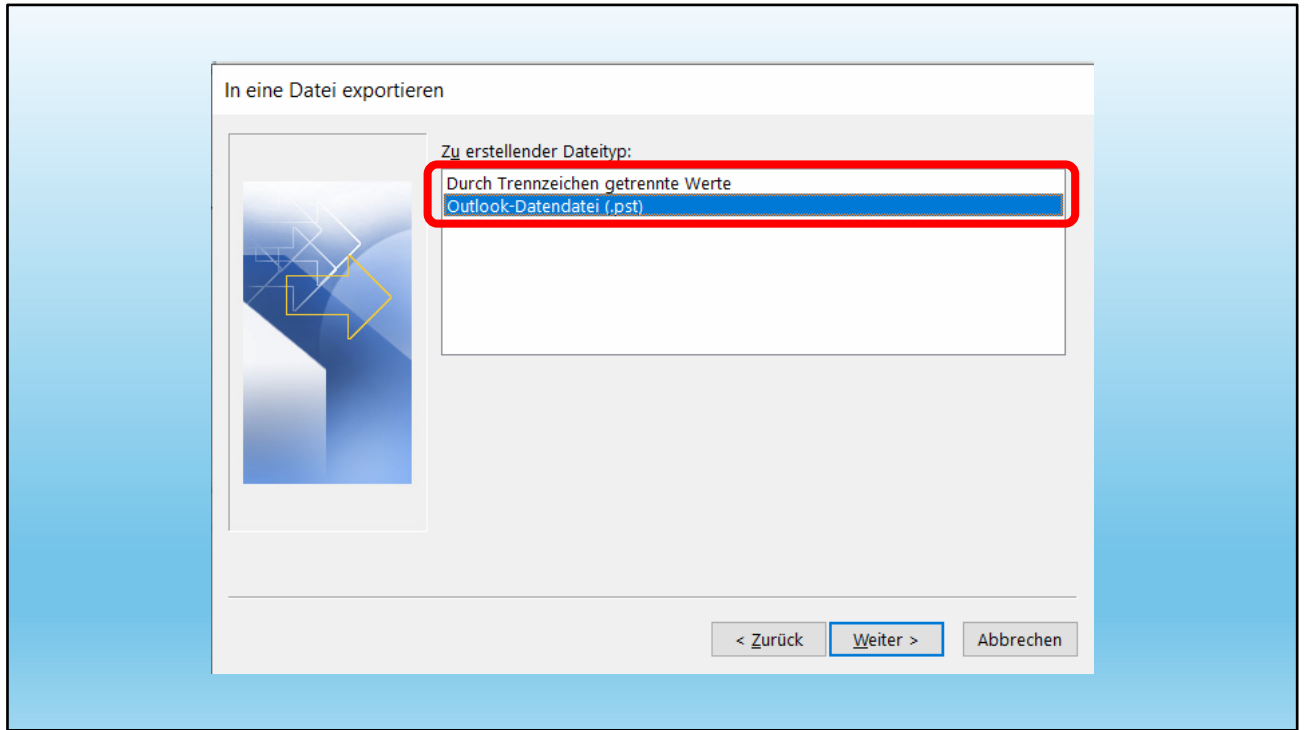 In eine Datei exportieren
Zu erstellender Dateityp:
Durch Trennzeichen getrennte Werte
Outlook-Datendatei (.pst)
< Zurück Weiter > Abbrechen